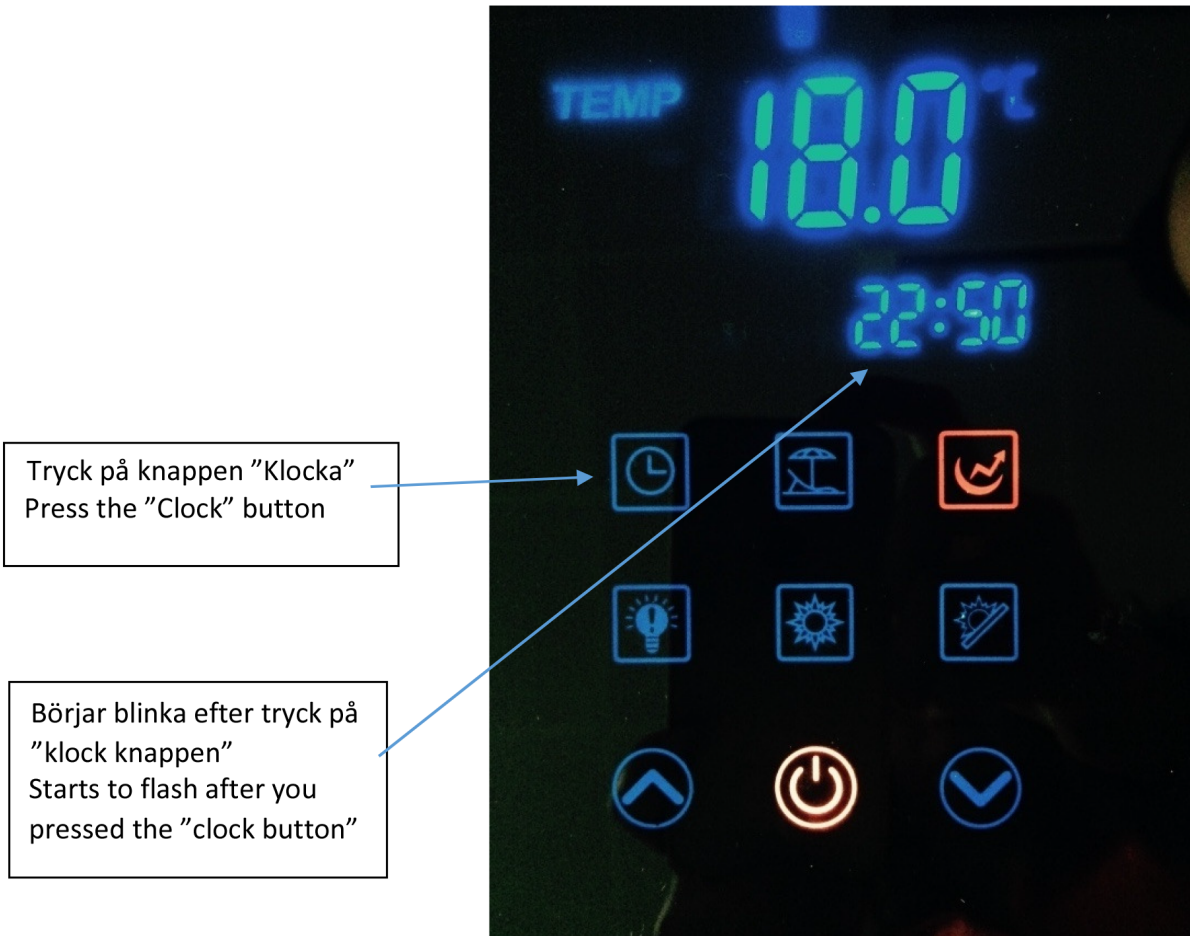 TEMP
18.0 °C
22:50
Tryck på knappen ”Klocka”
Press the ”Clock” button
Börjar blinka efter tryck på
”klock knappen”
Starts to flash after you
pressed the ”clock button”